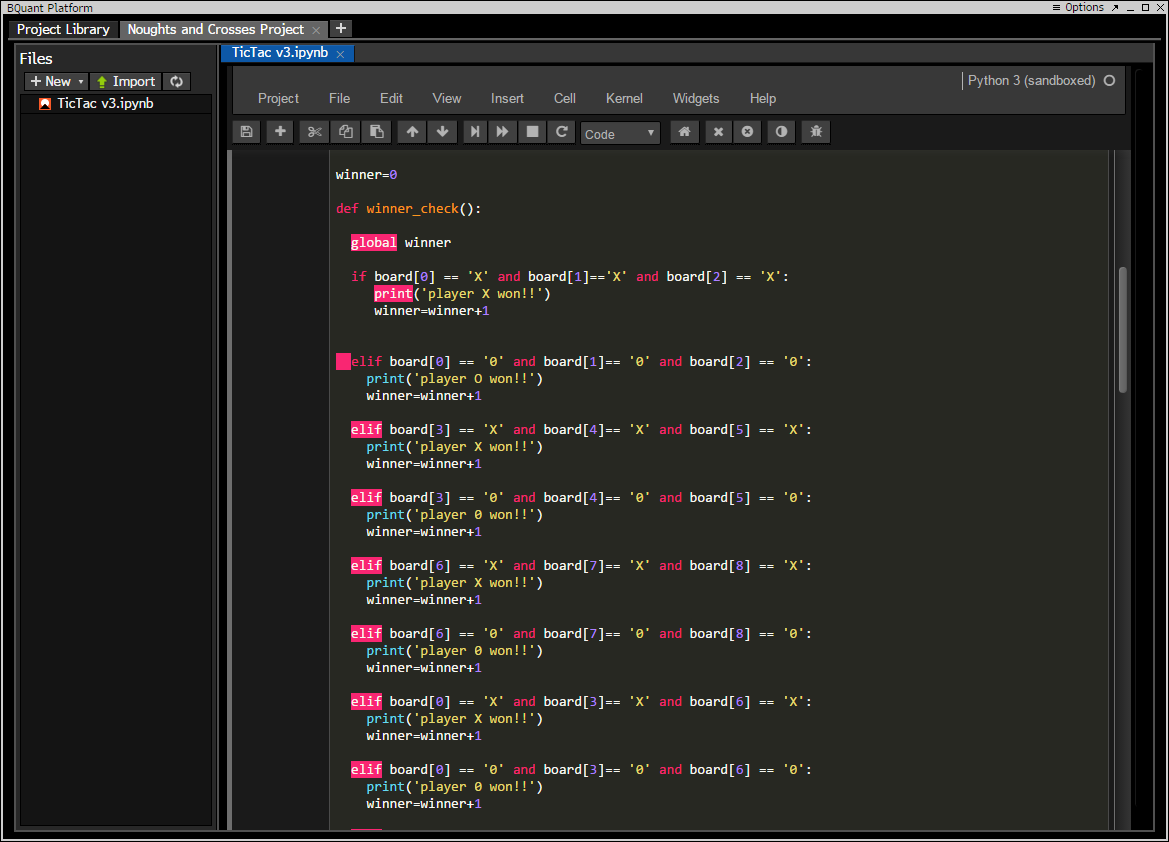 BQuant Platform
Options
Project Library
Noughts and Crosses Project
Files
New
Import
TicTac v3.ipynb
TicTac v3.ipynb
Python 3 (sandboxed)
Project File Edit View Insert Cell Kernel Widgets Help
Code
winner=0
def winner_check():
global winner
if board[0] == 'X' and board[1]=='X' and board[2] == 'X':
print('player X won!!')
winner=winner+1
elif board[0] == '0' and board[1]== '0' and board[2] == '0':
print('player O won!!')
winner=winner+1
elif board[3] == 'X' and board[4]== 'X' and board[5] == 'X':
print('player X won!!')
winner=winner+1
elif board[3] == '0' and board[4]== '0' and board[5] == '0':
print('player 0 won!!')
winner=winner+1
elif board[6] == 'X' and board[7]== 'X' and board[8] == 'X':
print('player X won!!')
winner=winner+1
elif board[6] == '0' and board[7]== '0' and board[8] == '0':
print('player 0 won!!')
winner=winner+1
elif board[0] == 'X' and board[3]== 'X' and board[6] == 'X':
print('player X won!!')
winner=winner+1
elif board[0] == '0' and board[3]== '0' and board[6] == '0':
print('player 0 won!!')
winner=winner+1